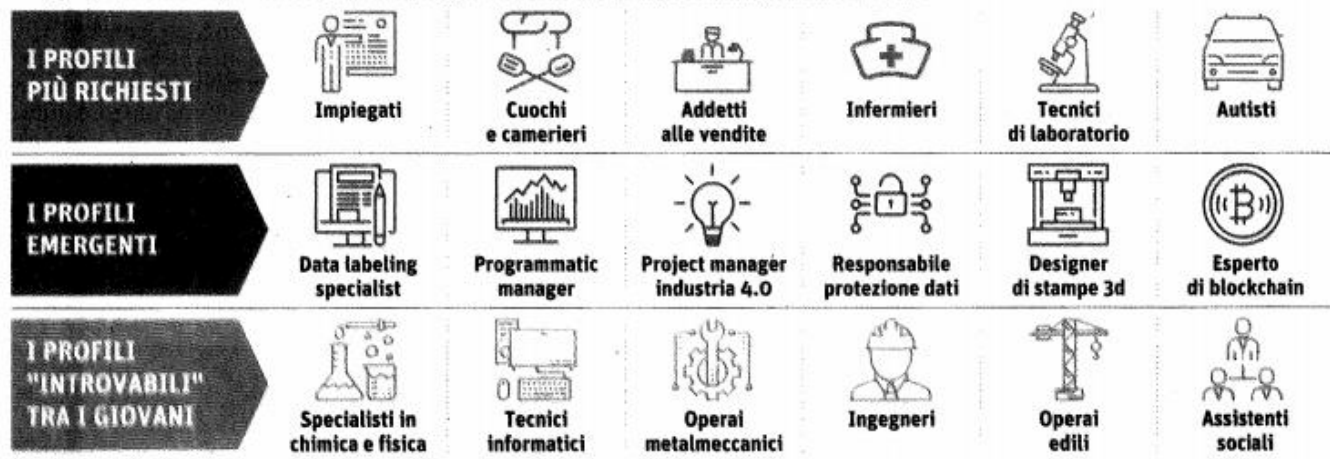 I PROFILI
PIÙ RICHIESTI
Impiegati
Cuochi
e camerieri
Addetti
alle vendite
Infermieri
Tecnici
di laboratorio
Autisti
I PROFILI
EMERGENTI
Data labeling
specialist
Programmatic
manager
Project manager
industria 4.0
Responsabile
protezione dati
Designer
di stampe 3d
Esperto
di blockchain
I PROFILI
"INTROVABILI"
TRA I GIOVANI
Specialisti in
chimica e fisica
Tecnici
informatici
Operai
metalmeccanici
Ingegneri
Operai
edili
Assistenti
sociali